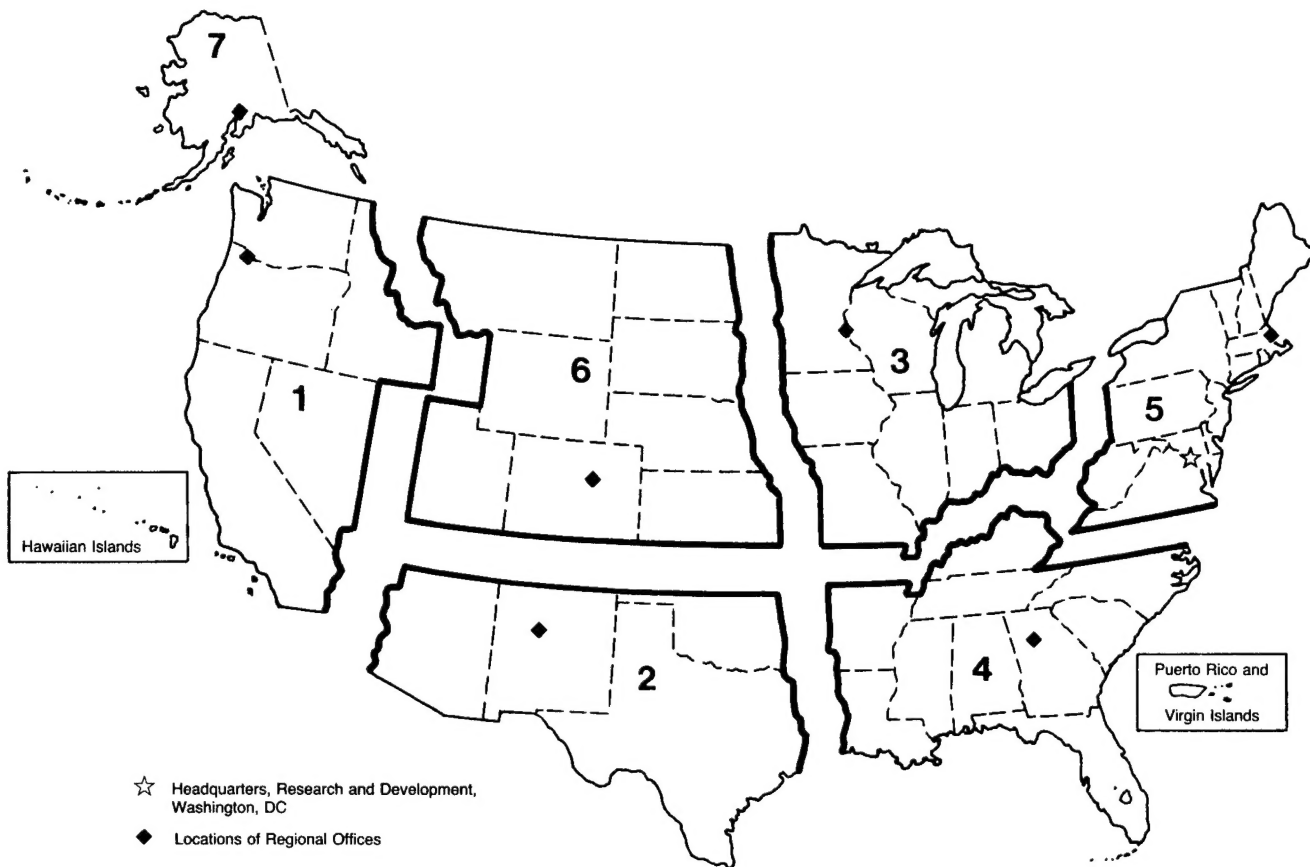 7
6
3
1
5
Hawaiian Islands
2
4
Puerto Rico and
Virgin Islands
Headquarters, Research and Development,
Washington, DC
Locations of Regional Offices